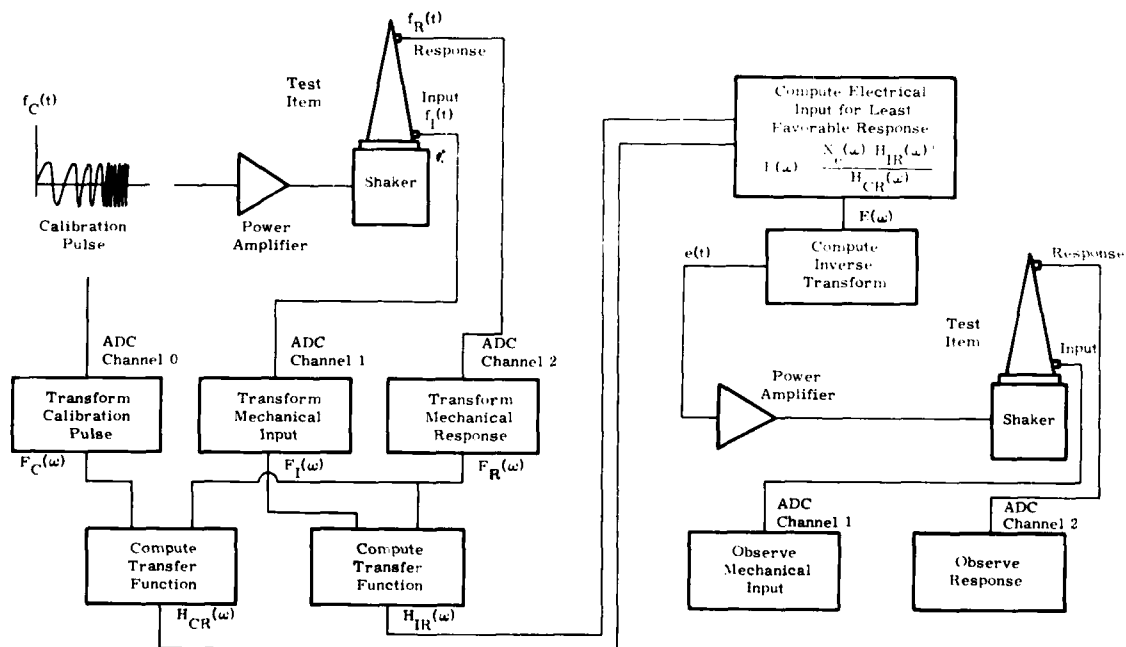 f_C(t)
Calibration
Pulse
Power
Amplifier
Test
Item
f_R(t)
Response
Input
f_I(t)
Shaker
ADC
Channel 0
ADC
Channel 1
ADC
Channel 2
Transform
Calibration
Pulse
Transform
Mechanical
Input
Transform
Mechanical
Response
F_C(ω)
F_I(ω)
F_R(ω)
Compute
Transfer
Function
Compute
Transfer
Function
H_CR(ω)
H_IR(ω)
Compute Electrical
Input for Least
Favorable Response
X_e(ω) H_IR(ω)
H_CR(ω)
E(ω)
Compute
Inverse
Transform
e(t)
Power
Amplifier
Test
Item
Response
Input
Shaker
ADC
Channel 1
ADC
Channel 2
Observe
Mechanical
Input
Observe
Response